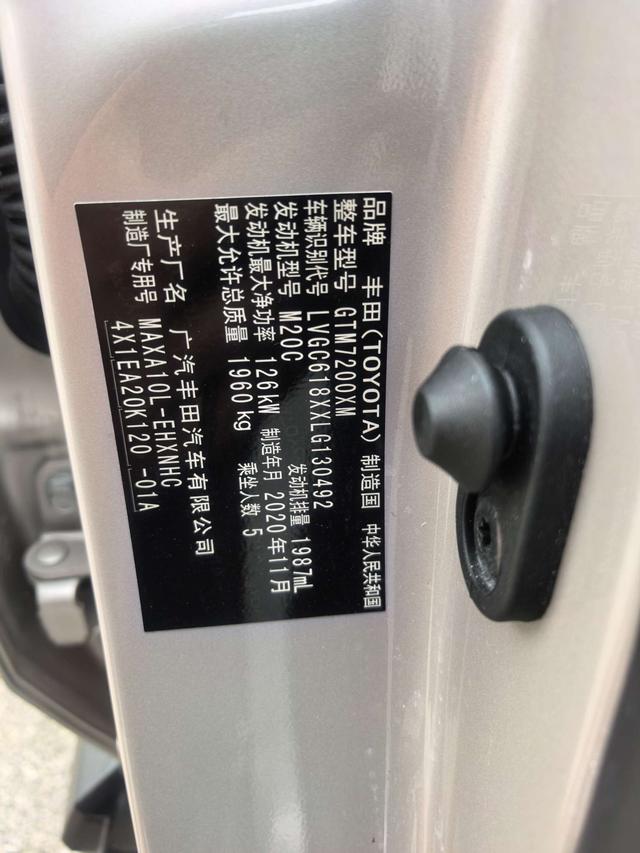 品牌 丰田(TOYOTA) 制造国 中华人民共和国
整车型号 GTM7200XM
车辆识别代号 LVGC618XXLG130492
发动机型号 M20C 发动机排量 1987mL
发动机最大净功率 126kW 制造年月 2020年11月
最大允许总质量 1960kg 乘坐人数 5
生产厂名 广汽丰田汽车有限公司
制造厂专用号 MAXA10L-EHXNHC
4X1EA20K120 -01A